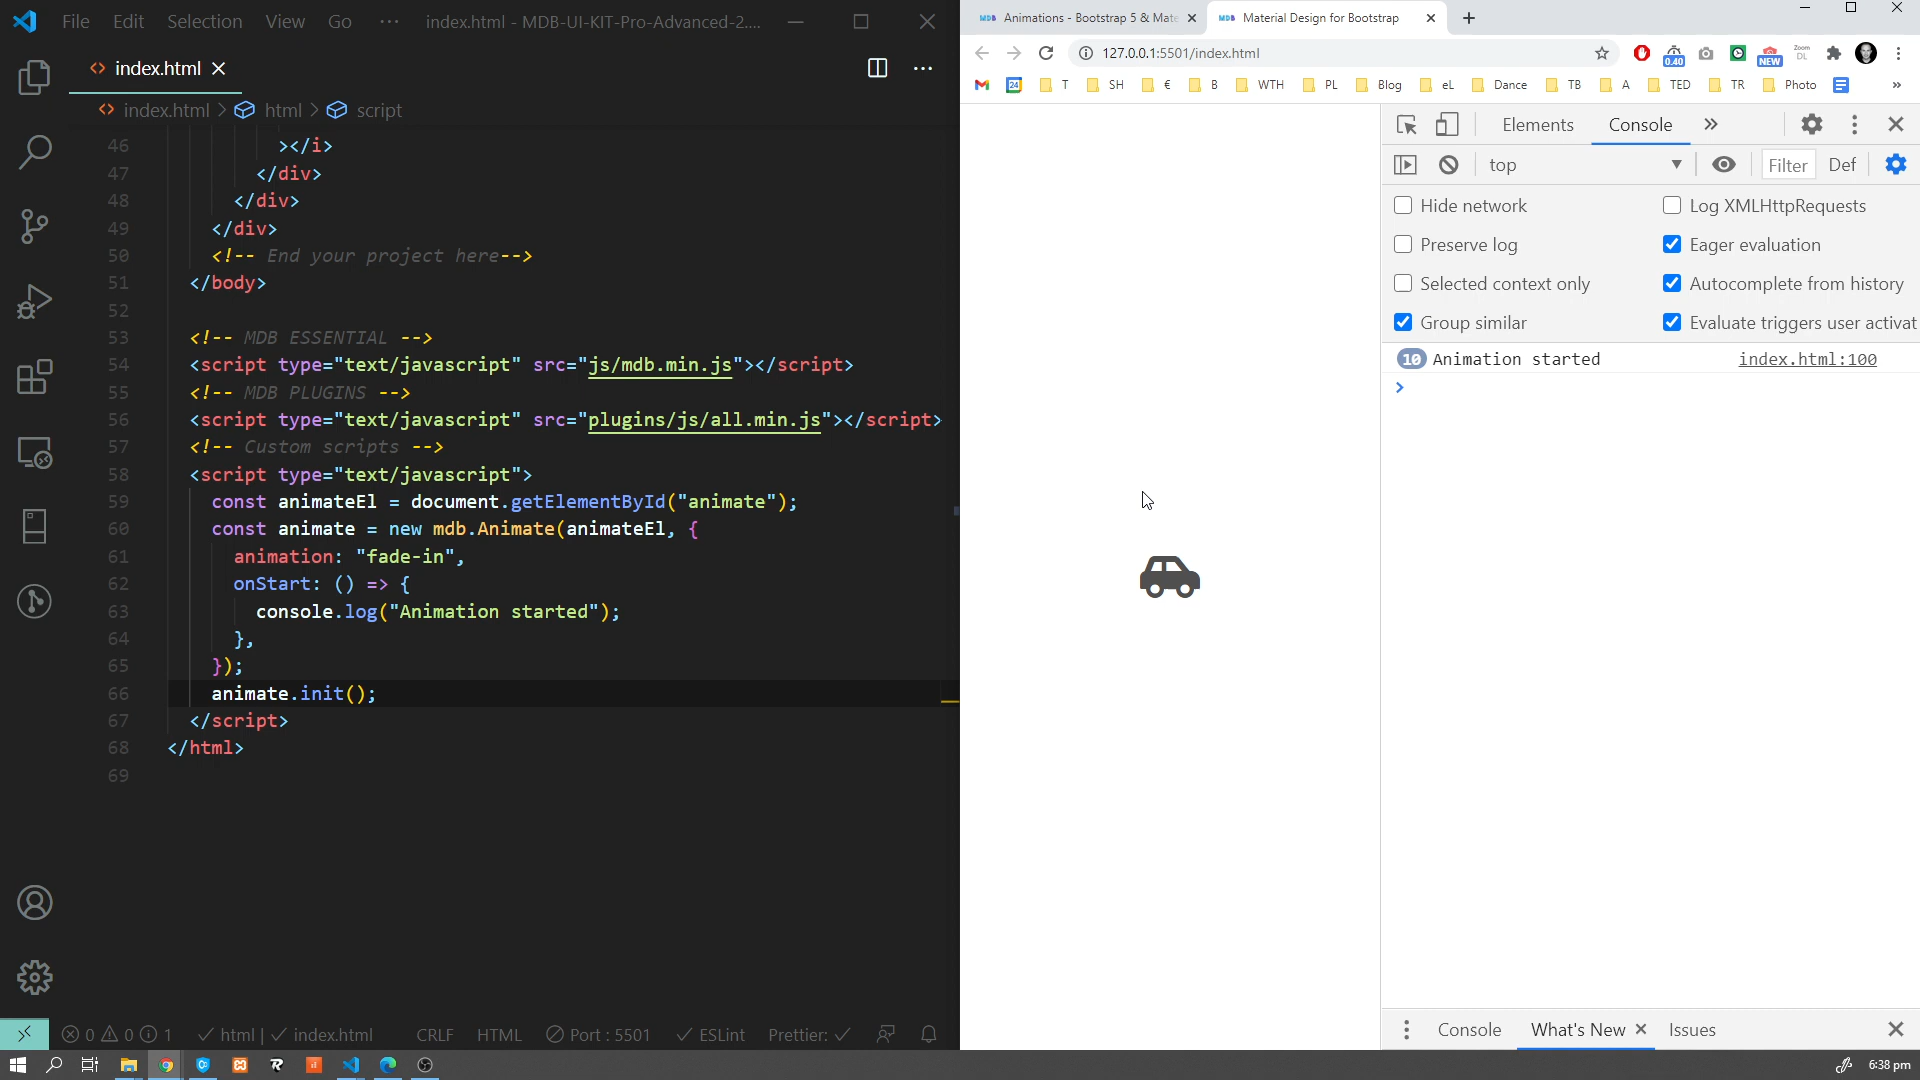 File Edit Selection View Go ··· index.html - MDB-UI-KIT-Pro-Advanced-2....
index.html
index.html > html > script
46 ></i>
47 </div>
48 </div>
49 </div>
50 <!-- End your project here-->
51 </body>
52
53 <!-- MDB ESSENTIAL -->
54 <script type="text/javascript" src="js/mdb.min.js"></script>
55 <!-- MDB PLUGINS -->
56 <script type="text/javascript" src="plugins/js/all.min.js"></script>
57 <!-- Custom scripts -->
58 <script type="text/javascript">
59 const animateEl = document.getElementById("animate");
60 const animate = new mdb.Animate(animateEl, {
61 animation: "fade-in",
62 onStart: () => {
63 console.log("Animation started");
64 },
65 });
66 animate.init();
67 </script>
68 </html>
69
0 0 1 html | index.html CRLF HTML Port : 5501 ESLint Prettier:
MDB Animations - Bootstrap 5 & Mate
MDB Material Design for Bootstrap
127.0.0.1:5501/index.html
0.40 NEW Zoom DL
24 T SH € B WTH PL Blog eL Dance TB A TED TR Photo »
Elements Console »
top Filter Def
Hide network Log XMLHttpRequests
Preserve log Eager evaluation
Selected context only Autocomplete from history
Group similar Evaluate triggers user activat
10 Animation started index.html:100
>
Console What's New Issues
6:38 pm